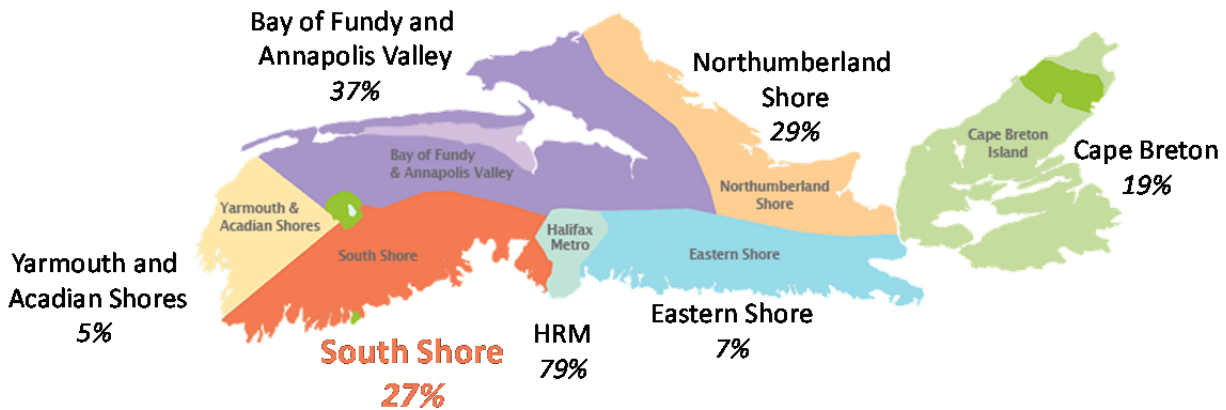 Bay of Fundy and
Annapolis Valley
37%
Northumberland
Shore
29%
Cape Breton
19%
Cape Breton
Island
Bay of Fundy
& Annapolis Valley
Northumberland
Shore
Yarmouth &
Acadian Shores
Halifax
Metro
South Shore
Eastern Shore
Yarmouth and
Acadian Shores
5%
South Shore
27%
HRM
79%
Eastern Shore
7%